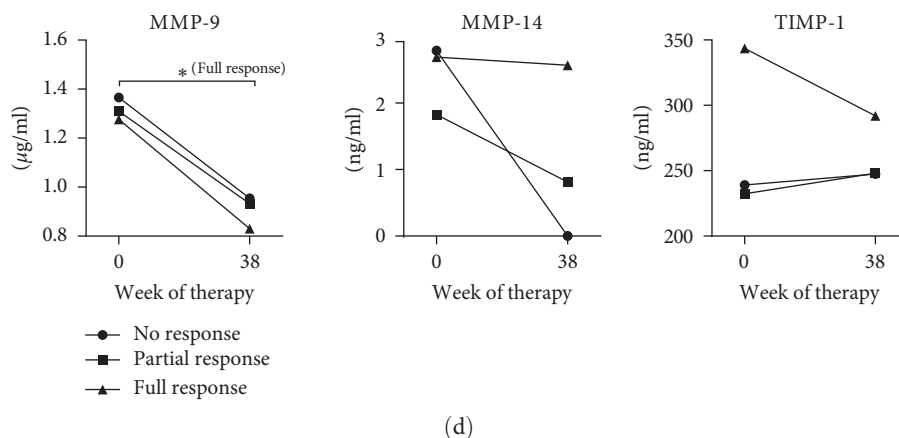 MMP-9
1.6
1.4
1.2
1.0
0.8
(µg/ml)
* (Full response)
0 38
Week of therapy
MMP-14
3
2
1
0
(ng/ml)
0 38
Week of therapy
TIMP-1
350
300
250
200
(ng/ml)
0 38
Week of therapy
No response
Partial response
Full response
(d)